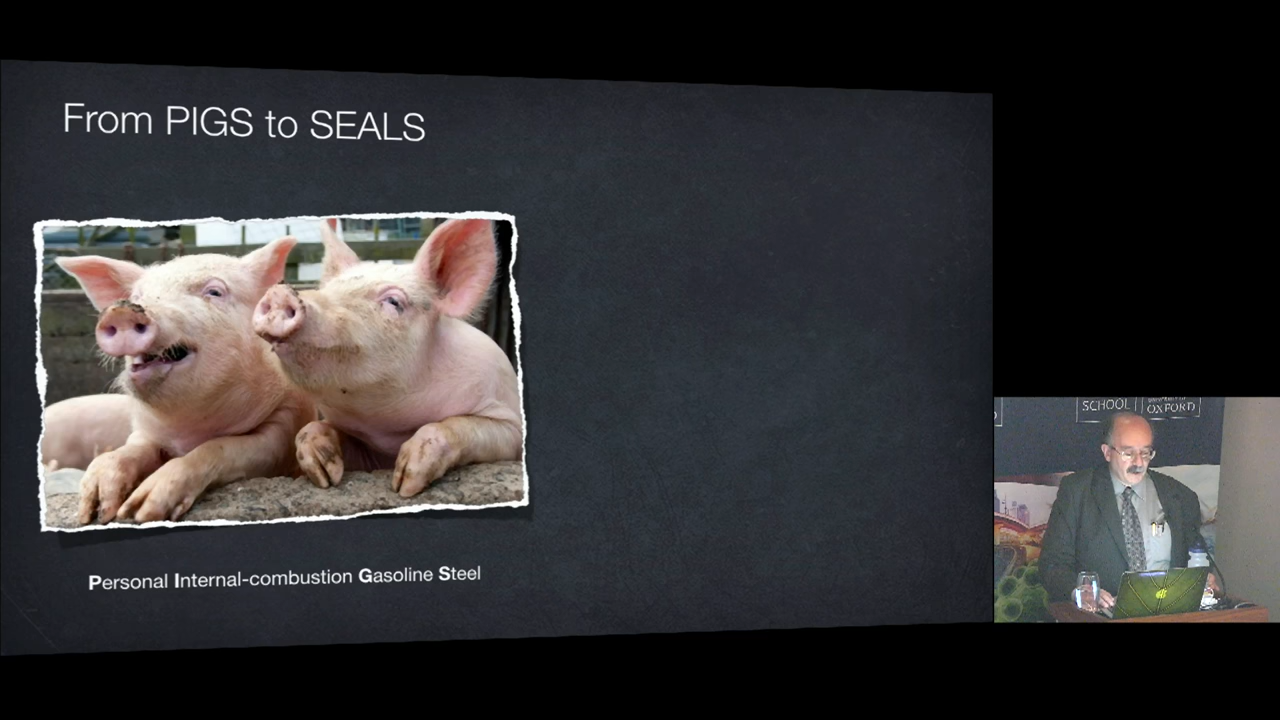 From PIGS to SEALS
Personal Internal-combustion Gasoline Steel
SCHOOL
OXFORD